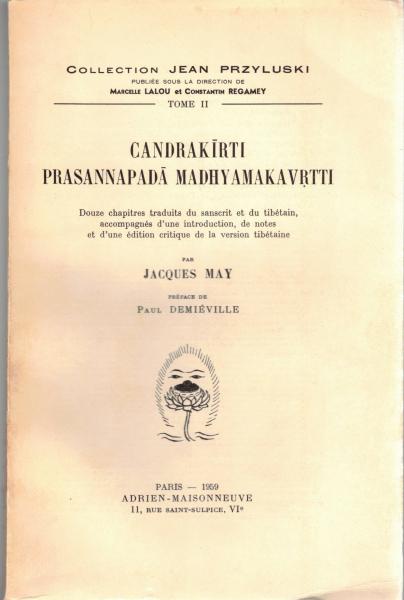 COLLECTION JEAN PRZYLUSKI
PUBLIÉE SOUS LA DIRECTION DE
MARCELLE LALOU et CONSTANTIN REGAMEY
TOME II
CANDRAKĪRTI
PRASANNAPADĀ MADHYAMAKAVṚTTI
Douze chapitres traduits du sanscrit et du tibétain,
accompagnés d'une introduction, de notes
et d'une édition critique de la version tibétaine
PAR
JACQUES MAY
PRÉFACE DE
PAUL DEMIÉVILLE
PARIS — 1959
ADRIEN-MAISONNEUVE
11, RUE SAINT-SULPICE, VIe